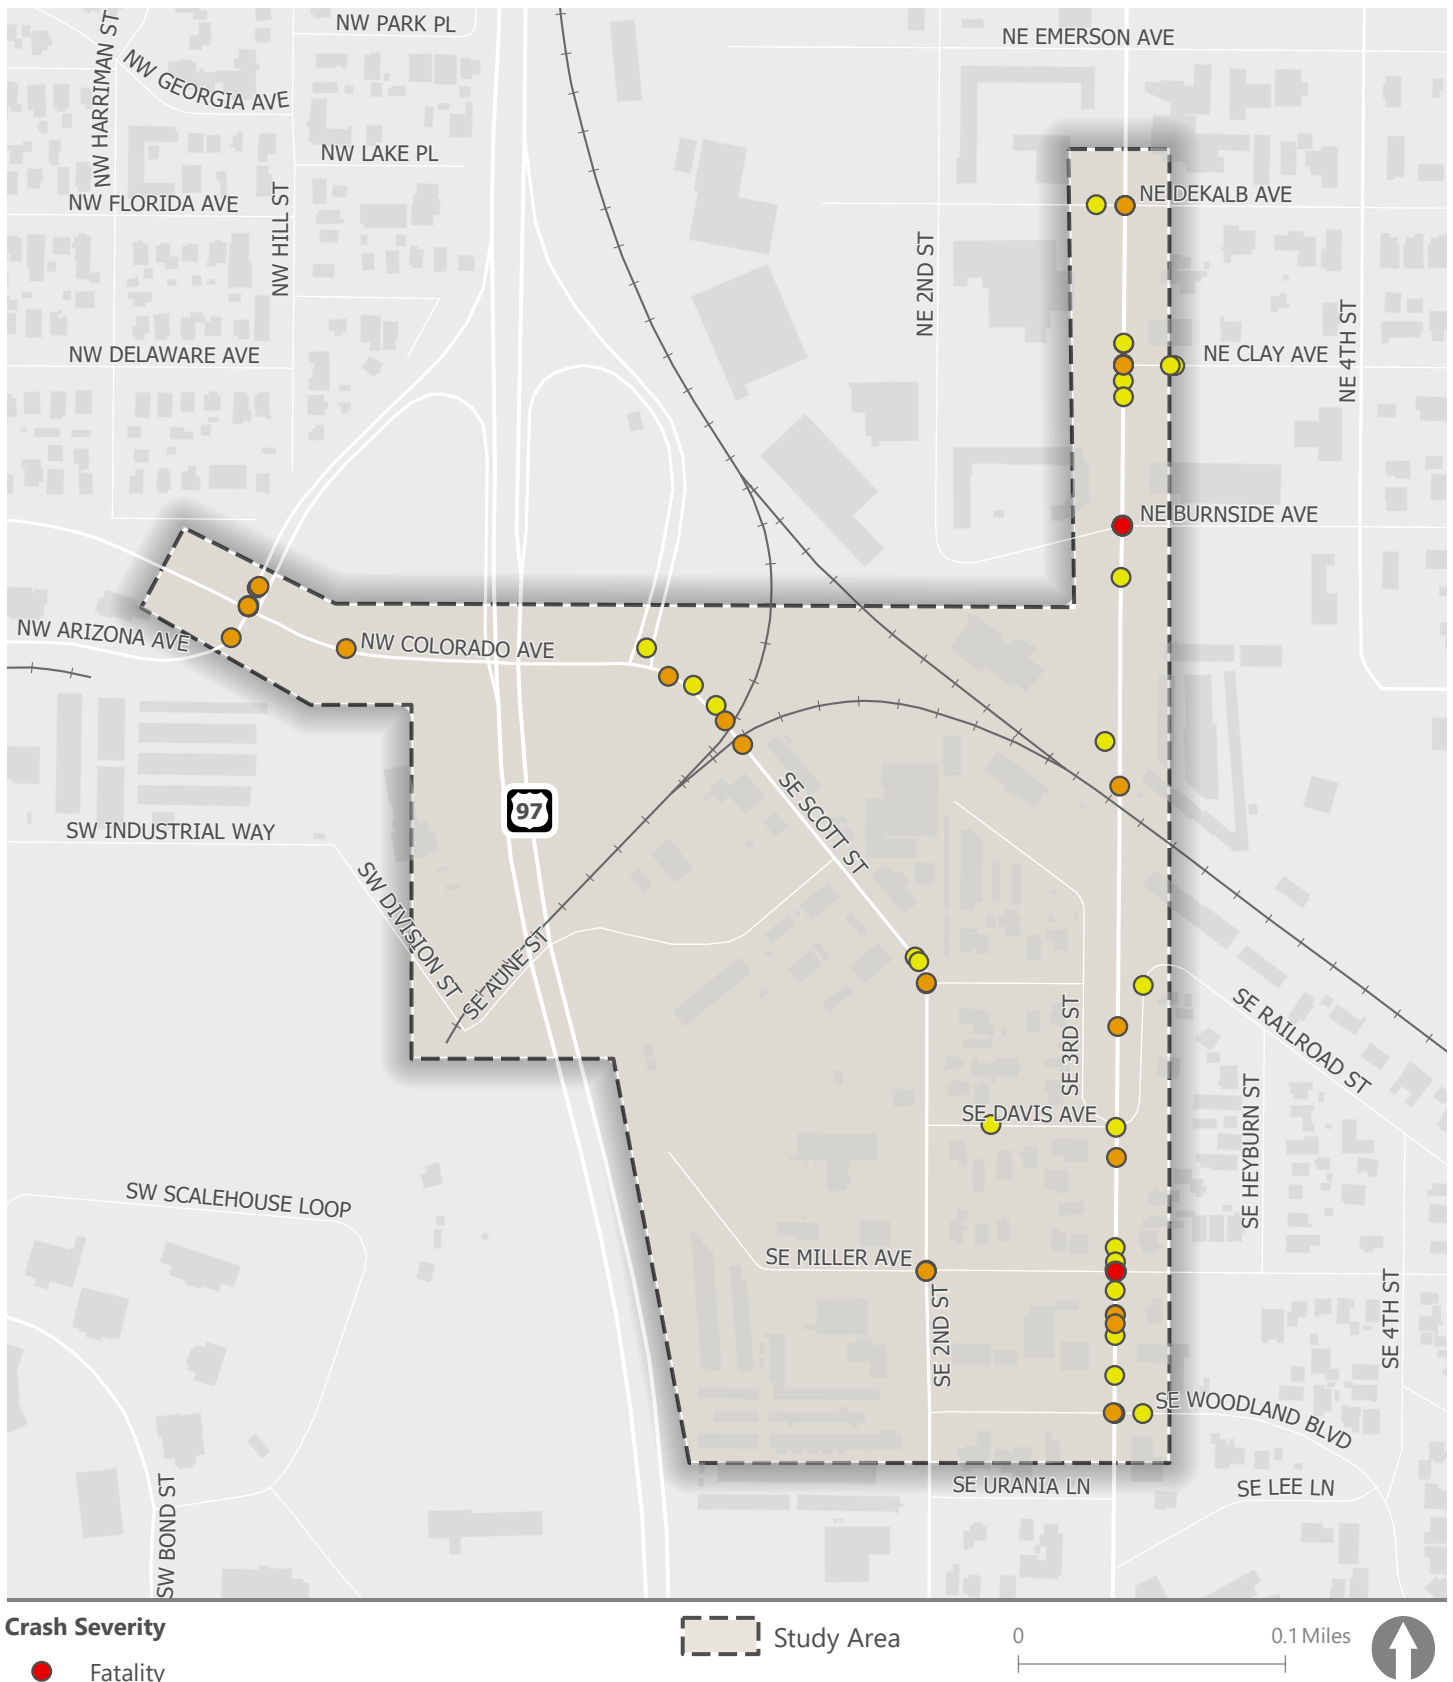 NW PARK PL
NE EMERSON AVE
NW HARRIMAN ST
NW GEORGIA AVE
NW LAKE PL
NW FLORIDA AVE
NW HILL ST
NE DEKALB AVE
NE 2ND ST
NW DELAWARE AVE
NE CLAY AVE
NE 4TH ST
NE BURNSIDE AVE
NW ARIZONA AVE
NW COLORADO AVE
97
SE SCOTT ST
SW INDUSTRIAL WAY
SW DIVISION ST
SE AUNE ST
SE 3RD ST
SE RAILROAD ST
SE DAVIS AVE
SE HEYBURN ST
SW SCALEHOUSE LOOP
SE MILLER AVE
SE 2ND ST
SE 4TH ST
SE WOODLAND BLVD
SW BOND ST
SE URANIA LN
SE LEE LN
Crash Severity
Fatality
Study Area
0
0.1 Miles